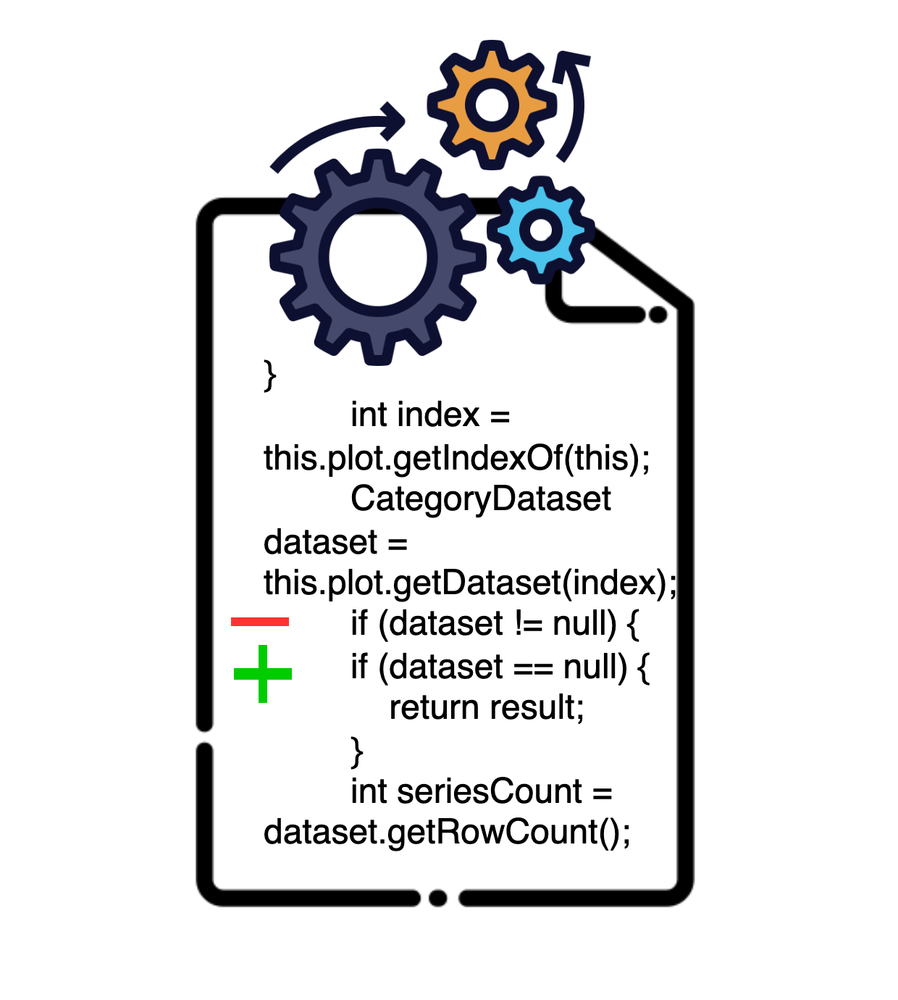 }
int index =
this.plot.getIndexOf(this);
CategoryDataset
dataset =
this.plot.getDataset(index);
if (dataset != null) {
if (dataset == null) {
return result;
}
int seriesCount =
dataset.getRowCount();